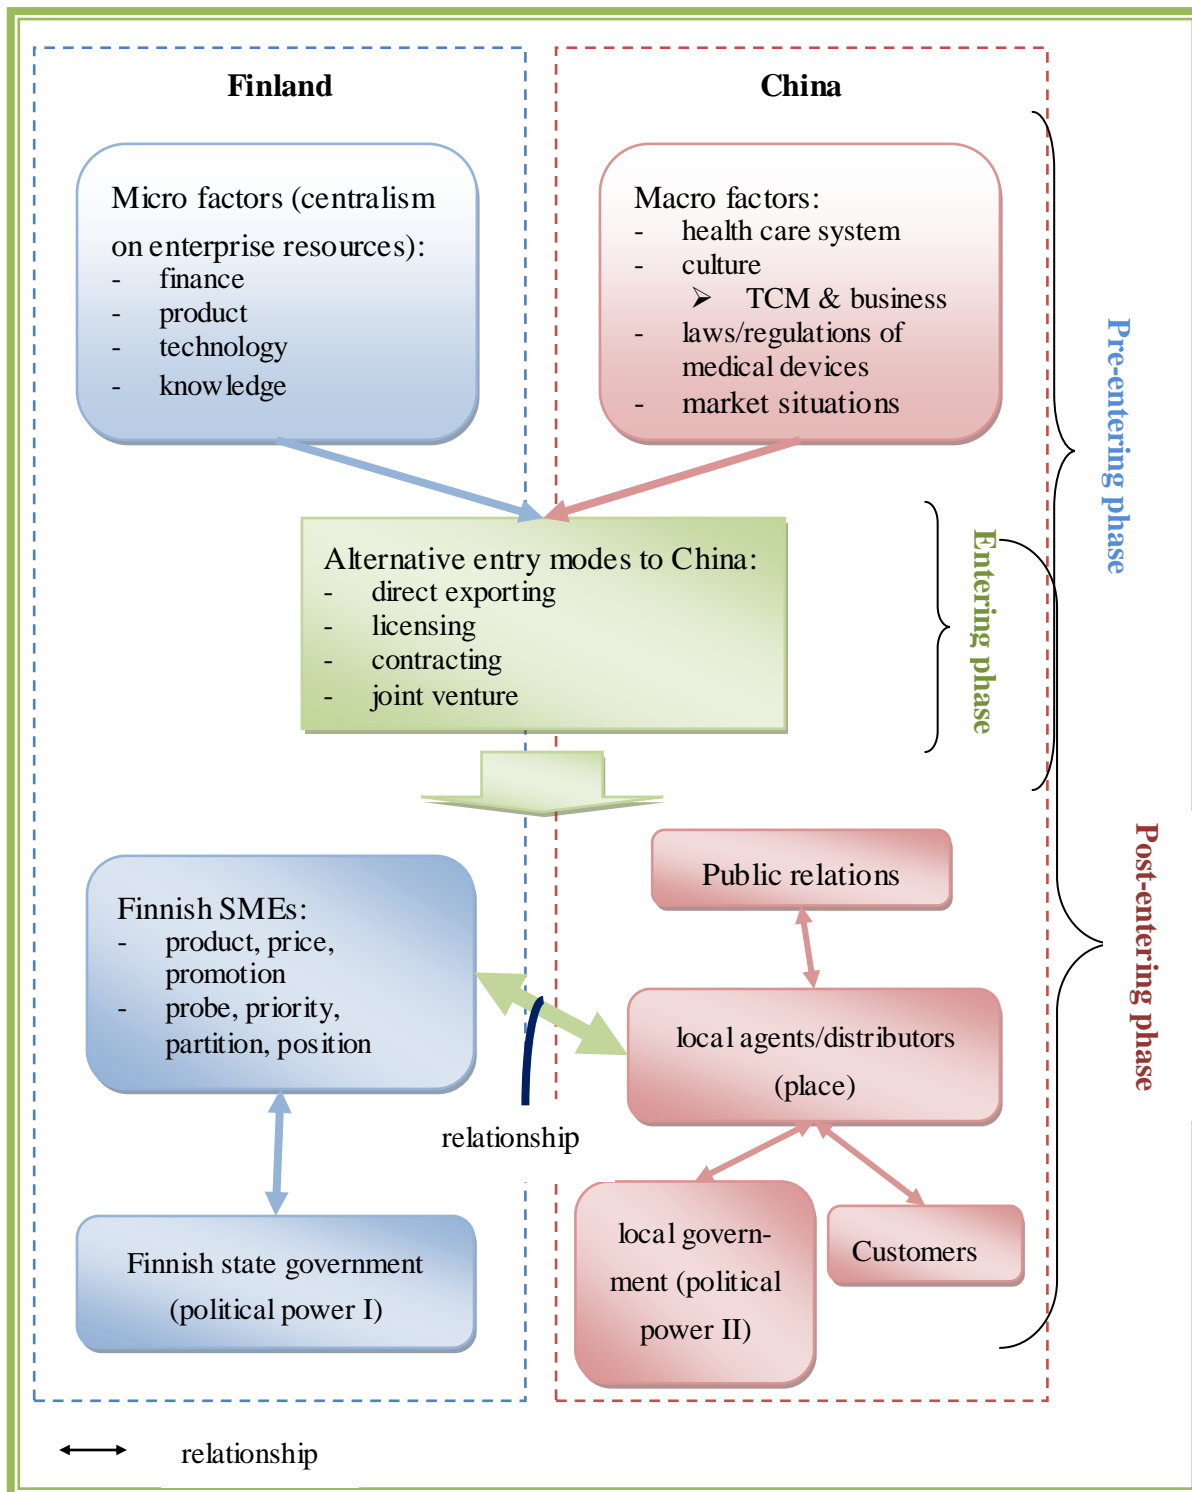 Finland
China
Micro factors (centralism
on enterprise resources):
- finance
- product
- technology
- knowledge
Macro factors:
- health care system
- culture
➢ TCM & business
- laws/regulations of
medical devices
- market situations
Pre-entering phase
Alternative entry modes to China:
- direct exporting
- licensing
- contracting
- joint venture
Entering phase
Finnish SMEs:
- product, price,
promotion
- probe, priority,
partition, position
Public relations
local agents/distributors
(place)
relationship
Post-entering phase
Finnish state government
(political power I)
local govern-
ment (political
power II)
Customers
relationship